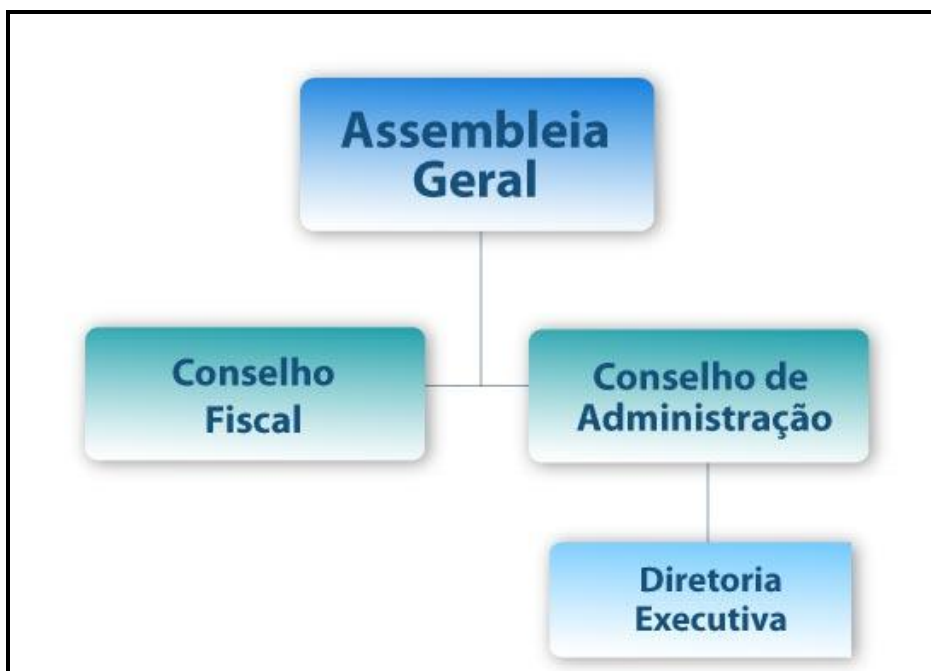 Assembleia
Geral
Conselho
Fiscal
Conselho de
Administração
Diretoria
Executiva